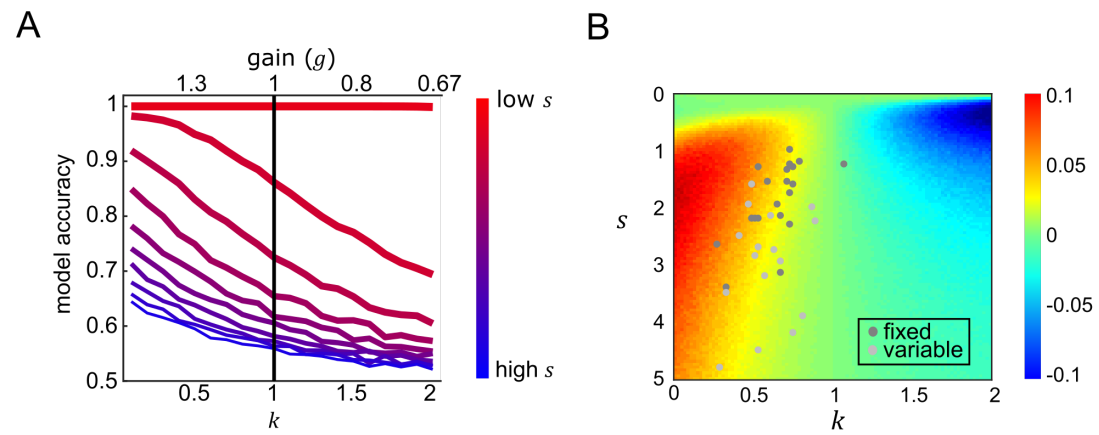 A
gain (g)
1.3 1 0.8 0.67
1
0.9
0.8
0.7
0.6
0.5
model accuracy
0.5 1 1.5 2
k
low s
high s
B
0
1
2
3
4
5
s
0 0.5 1 1.5 2
k
fixed
variable
0.1
0.05
0
-0.05
-0.1